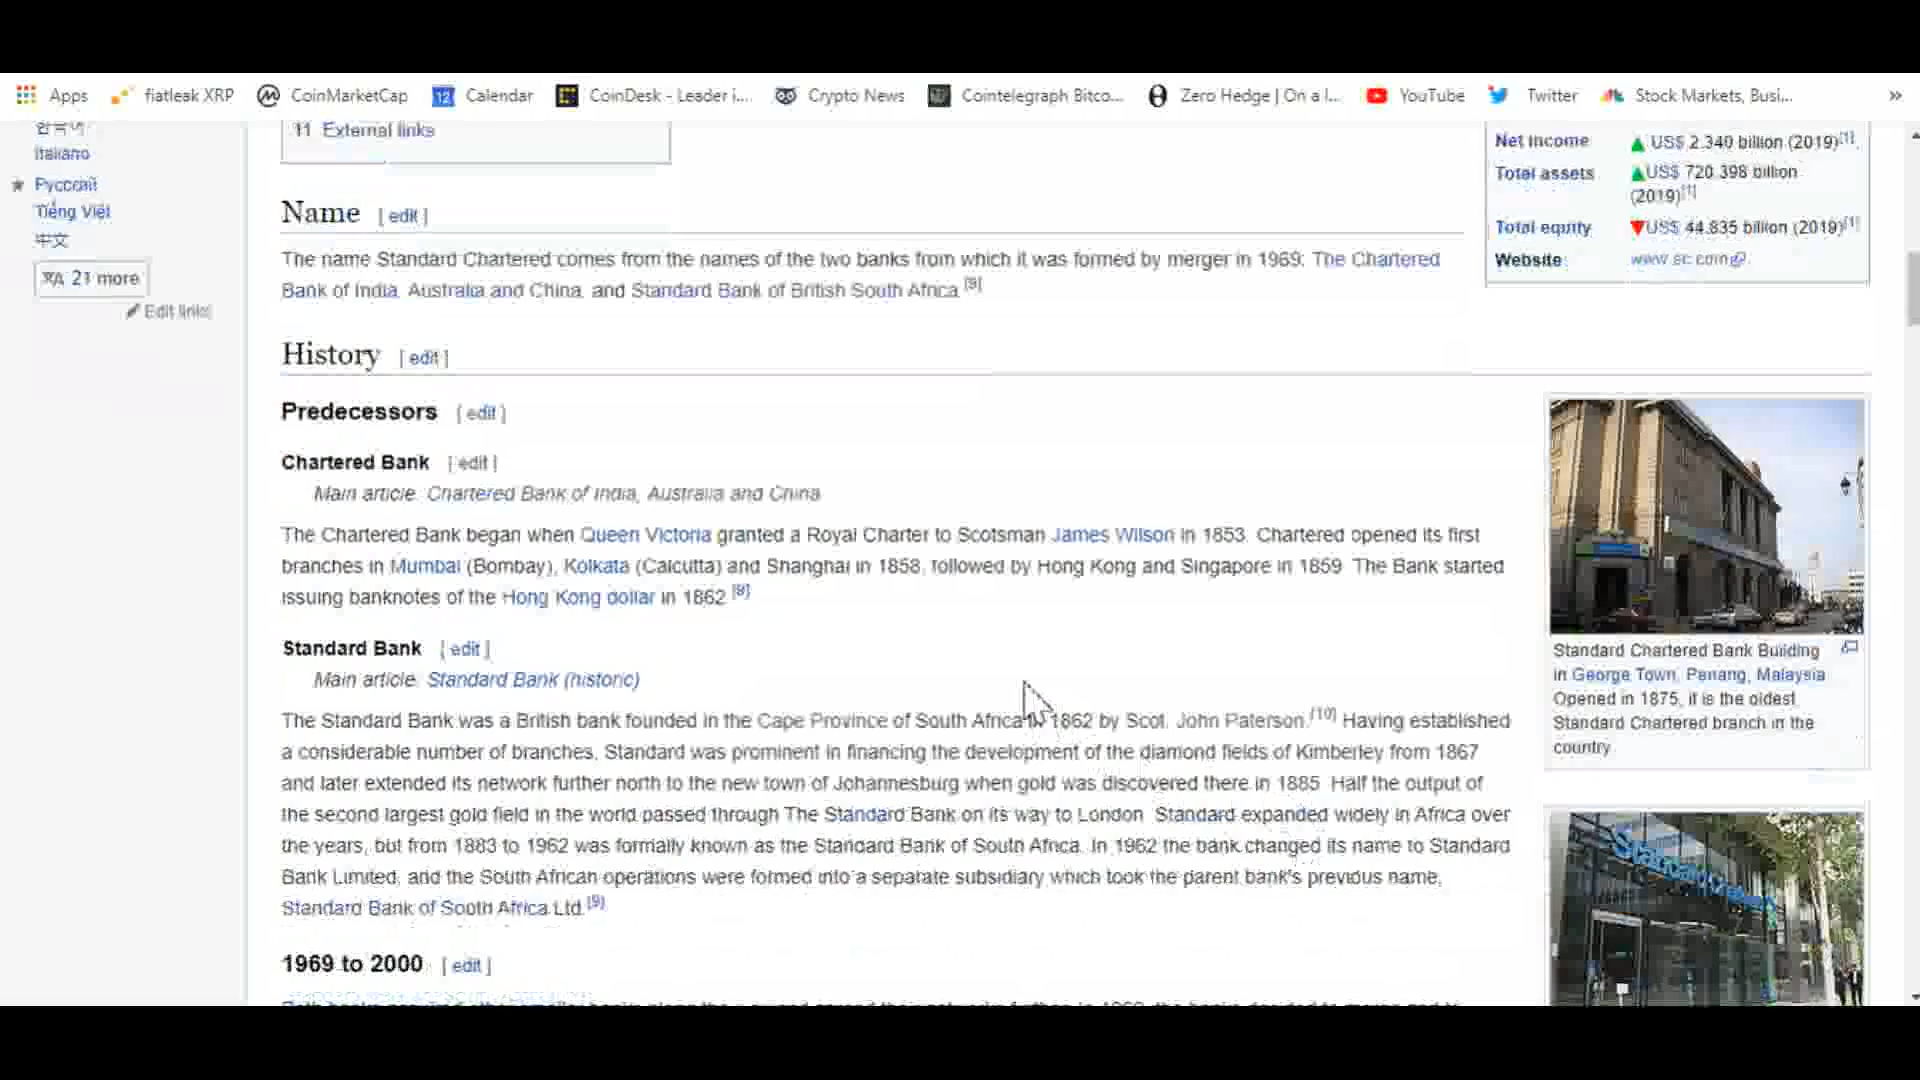 Apps fiatleak XRP CoinMarketCap Calendar CoinDesk - Leader i... Crypto News Cointelegraph Bitco... Zero Hedge | On a l... YouTube Twitter Stock Markets, Busi... »
한국어
Italiano
Русский
Tiếng Việt
中文
21 more
Edit links
11 External links
Name [ edit ]
The name Standard Chartered comes from the names of the two banks from which it was formed by merger in 1969: The Chartered
Bank of India, Australia and China, and Standard Bank of British South Africa.[9]
History [ edit ]
Predecessors [ edit ]
Chartered Bank [ edit ]
Main article: Chartered Bank of India, Australia and China
The Chartered Bank began when Queen Victoria granted a Royal Charter to Scotsman James Wilson in 1853. Chartered opened its first
branches in Mumbai (Bombay), Kolkata (Calcutta) and Shanghai in 1858, followed by Hong Kong and Singapore in 1859. The Bank started
issuing banknotes of the Hong Kong dollar in 1862.[9]
Standard Bank [ edit ]
Main article: Standard Bank (historic)
The Standard Bank was a British bank founded in the Cape Province of South Africa in 1862 by Scot, John Paterson.[10] Having established
a considerable number of branches, Standard was prominent in financing the development of the diamond fields of Kimberley from 1867
and later extended its network further north to the new town of Johannesburg when gold was discovered there in 1885. Half the output of
the second largest gold field in the world passed through The Standard Bank on its way to London. Standard expanded widely in Africa over
the years, but from 1883 to 1962 was formally known as the Standard Bank of South Africa. In 1962 the bank changed its name to Standard
Bank Limited, and the South African operations were formed into a separate subsidiary which took the parent bank's previous name,
Standard Bank of South Africa Ltd.[9]
1969 to 2000 [ edit ]
Net income US$ 2.340 billion (2019)[1]
Total assets US$ 720.398 billion
(2019)[1]
Total equity US$ 44.835 billion (2019)[1]
Website www.sc.com
Standard Chartered Bank Building
in George Town, Penang, Malaysia.
Opened in 1875, it is the oldest
Standard Chartered branch in the
country.